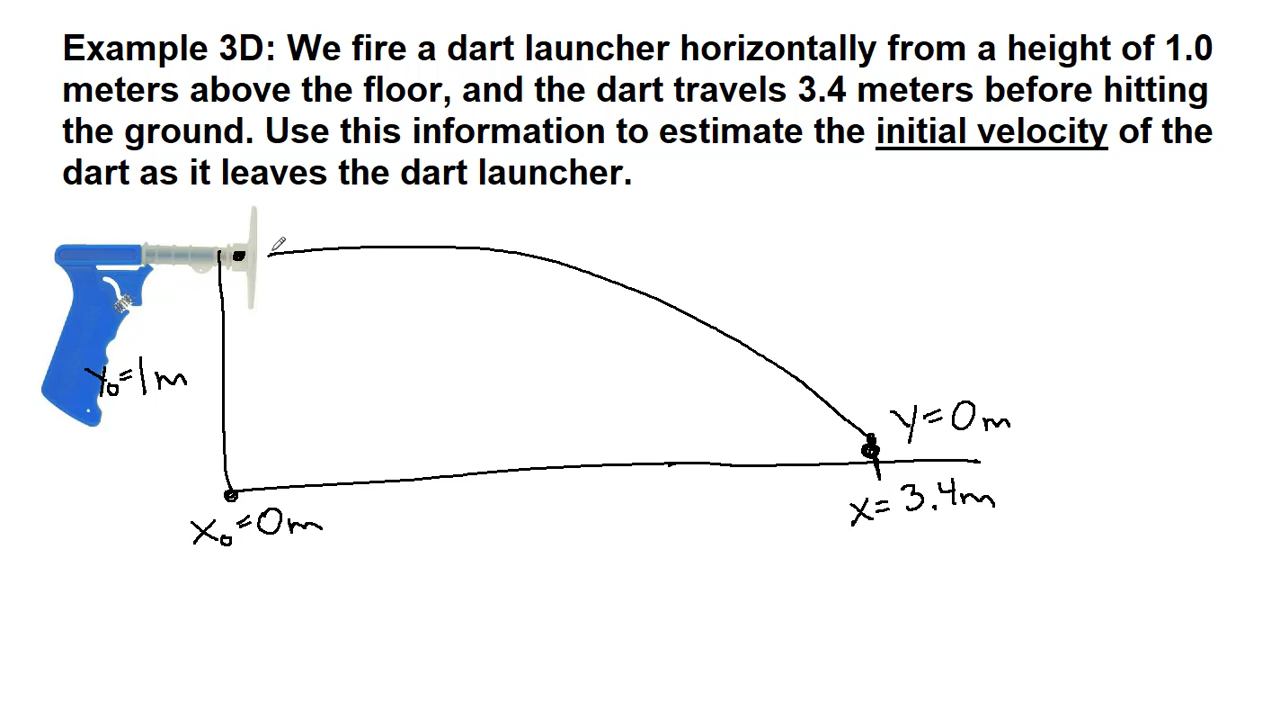 Example 3D: We fire a dart launcher horizontally from a height of 1.0
meters above the floor, and the dart travels 3.4 meters before hitting
the ground. Use this information to estimate the initial velocity of the
dart as it leaves the dart launcher.
y₀=1m
y=0m
x₀=0m
x=3.4m